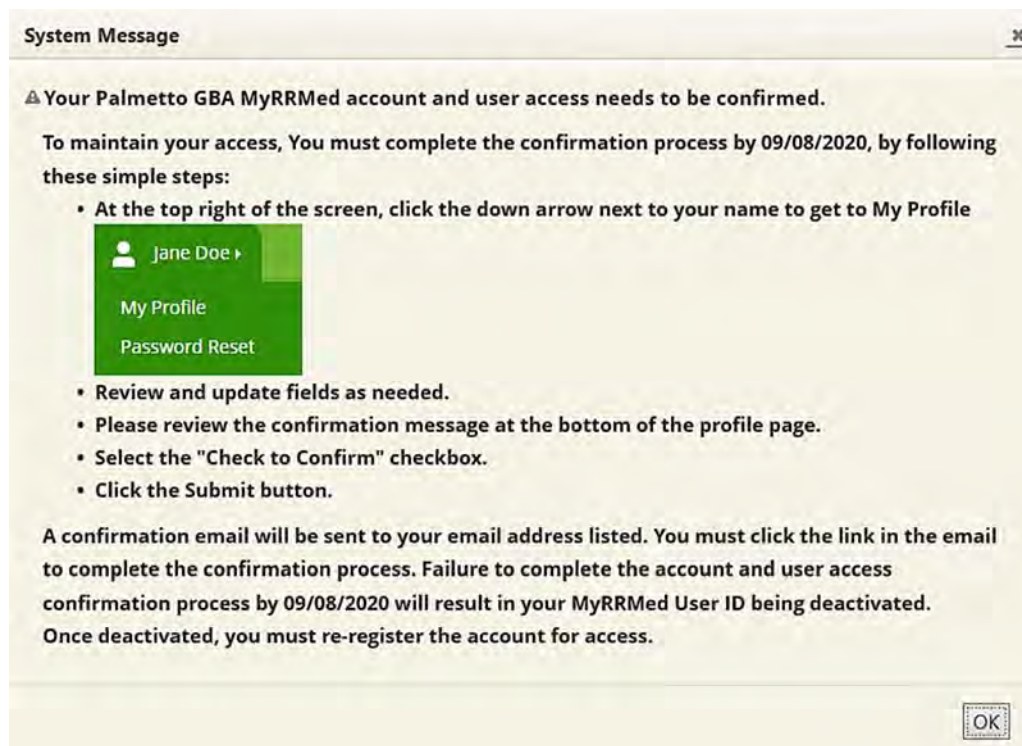 System Message
Your Palmetto GBA MyRRMed account and user access needs to be confirmed.
To maintain your access, You must complete the confirmation process by 09/08/2020, by following
these simple steps:
• At the top right of the screen, click the down arrow next to your name to get to My Profile
Jane Doe
My Profile
Password Reset
• Review and update fields as needed.
• Please review the confirmation message at the bottom of the profile page.
• Select the "Check to Confirm" checkbox.
• Click the Submit button.
A confirmation email will be sent to your email address listed. You must click the link in the email
to complete the confirmation process. Failure to complete the account and user access
confirmation process by 09/08/2020 will result in your MyRRMed User ID being deactivated.
Once deactivated, you must re-register the account for access.
OK